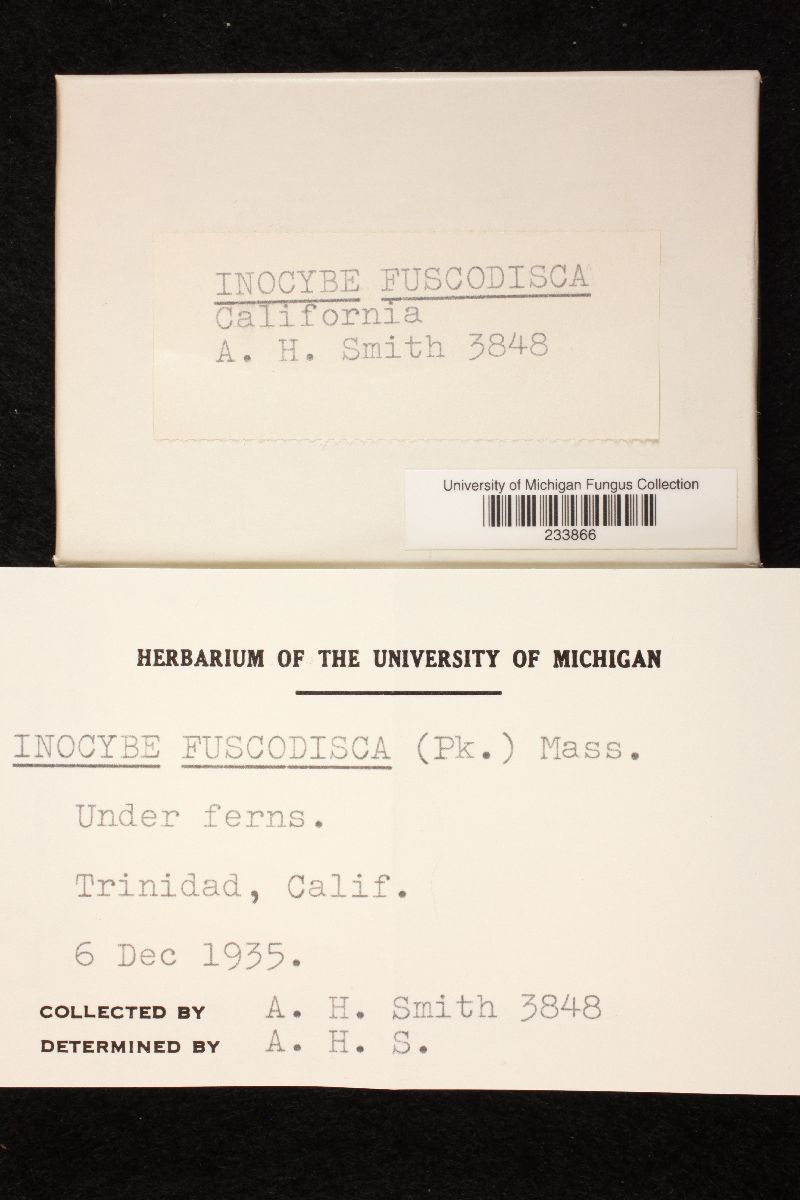 INOCYBE FUSCODISCA
California
A. H. Smith 3848
University of Michigan Fungus Collection
233866
HERBARIUM OF THE UNIVERSITY OF MICHIGAN
INOCYBE FUSCODISCA (Pk.) Mass.
Under ferns.
Trinidad, Calif.
6 Dec 1935.
COLLECTED BY A. H. Smith 3848
DETERMINED BY A. H. S.